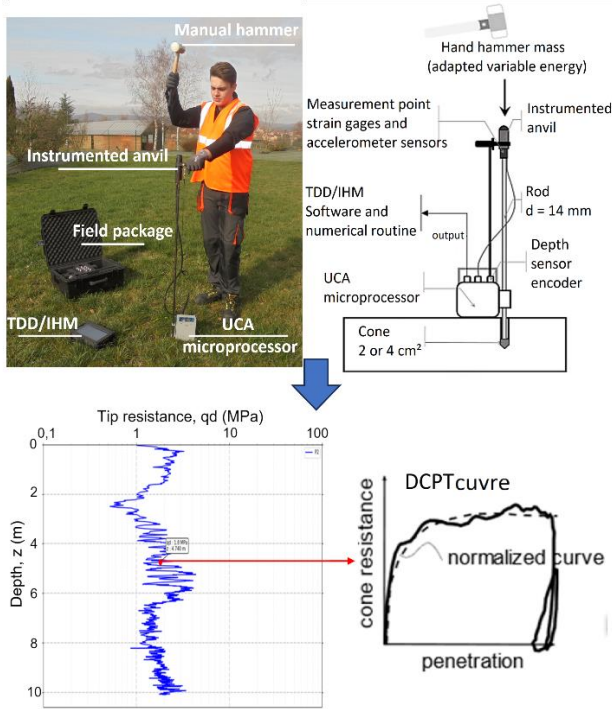 Manual hammer
Instrumented anvil
Field package
TDD/IHM
UCA
microprocessor
Hand hammer mass
(adapted variable energy)
Measurement point
strain gages and
accelerometer sensors
Instrumented
anvil
TDD/IHM
Software and
numerical routine
output
Rod
d = 14 mm
Depth
sensor
encoder
UCA
microprocessor
Cone
2 or 4 cm²
Tip resistance, qd (MPa)
0,1 1 10 100
0
2
4
6
8
10
Depth, z (m)
DCPTcuvre
cone resistance
normalized curve
penetration